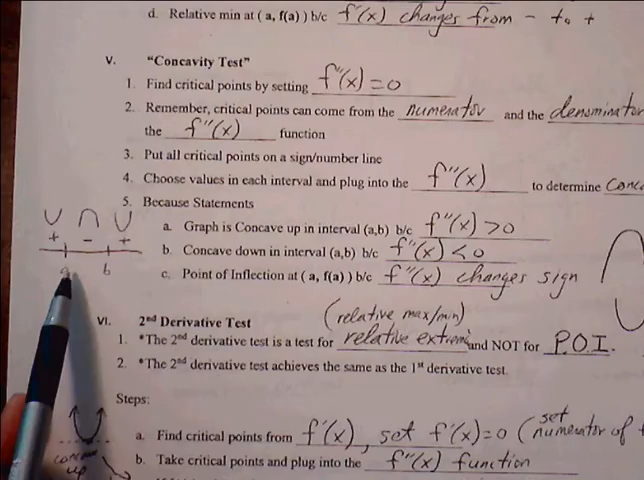 d. Relative min at ( a, f(a) ) b/c f'(x) changes from - to +
V. "Concavity Test"
1. Find critical points by setting f''(x) = 0
2. Remember, critical points can come from the numerator and the denominator
the f''(x) function
3. Put all critical points on a sign/number line
4. Choose values in each interval and plug into the f''(x) to determine Conc
5. Because Statements
a. Graph is Concave up in interval (a,b) b/c f''(x) > 0
+ - +
b. Concave down in interval (a,b) b/c f''(x) < 0
a b
c. Point of Inflection at ( a, f(a) ) b/c f''(x) changes sign
(relative max/min)
VI. 2nd Derivative Test
1. *The 2nd derivative test is a test for relative extrema and NOT for P.O.I.
2. *The 2nd derivative test achieves the same as the 1st derivative test.
Steps:
a. Find critical points from f'(x), set f'(x) = 0 (set numerator of
concave up
b. Take critical points and plug into the f''(x) function